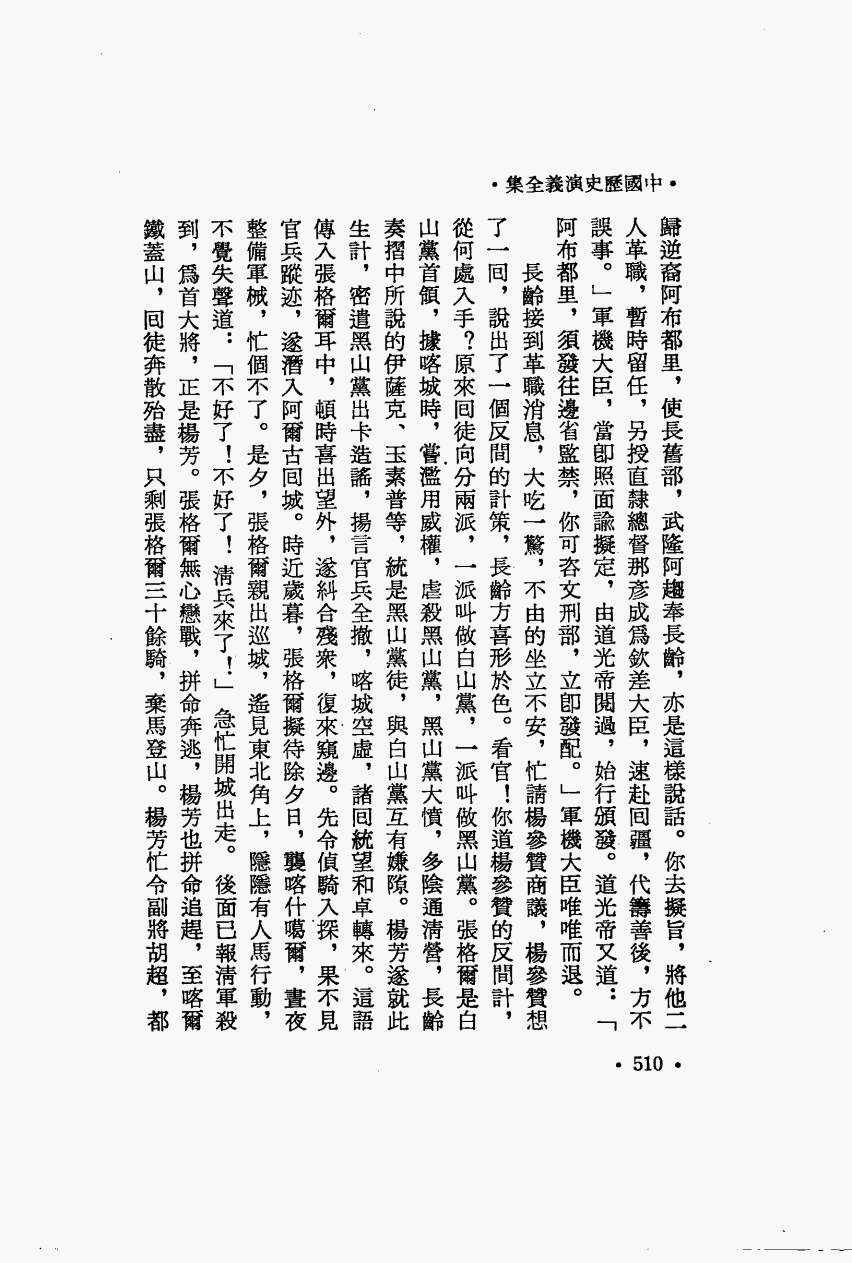 •中國歷史演義全集•
歸逆裔阿布都里，使長舊部，武隆阿趨奉長齡，亦是這樣說話。你去擬旨，將他二
人革職，暫時留任，另授直隸總督那彥成爲欽差大臣，速赴回疆，代籌善後，方不
誤事。」軍機大臣，當卽照面諭擬定，由道光帝閱過，始行頒發。道光帝又道：「
阿布都里，須發往邊省監禁，你可咨文刑部，立卽發配。」軍機大臣唯唯而退。
長齡接到革職消息，大吃一驚，不由的坐立不安，忙請楊參贊商議，楊參贊想
了一回，說出了一個反間的計策，長齡方喜形於色。看官！你道楊參贊的反間計，
從何處入手？原來回徒向分兩派，一派叫做白山黨，一派叫做黑山黨。張格爾是白
山黨首領，據喀城時，嘗濫用威權，虐殺黑山黨，黑山黨大憤，多陰通淸營，長齡
奏摺中所說的伊薩克、玉素普等，統是黑山黨徒，與白山黨互有嫌隙。楊芳遂就此
生計，密遣黑山黨出卡造謠，揚言官兵全撤，喀城空虛，諸回統望和卓轉來。這語
傳入張格爾耳中，頓時喜出望外，遂糾合殘衆，復來窺邊。先令偵騎入探，果不見
官兵蹤迹，遂潛入阿爾古回城。時近歲暮，張格爾擬待除夕日，襲喀什噶爾，晝夜
整備軍械，忙個不了。是夕，張格爾親出巡城，遙見東北角上，隱隱有人馬行動，
不覺失聲道：「不好了！不好了！淸兵來了！」急忙開城出走。後面已報淸軍殺
到，爲首大將，正是楊芳。張格爾無心戀戰，拼命奔逃，楊芳也拼命追趕，至喀爾
鐵蓋山，回徒奔散殆盡，只剩張格爾三十餘騎，棄馬登山。楊芳忙令副將胡超，都
•510•